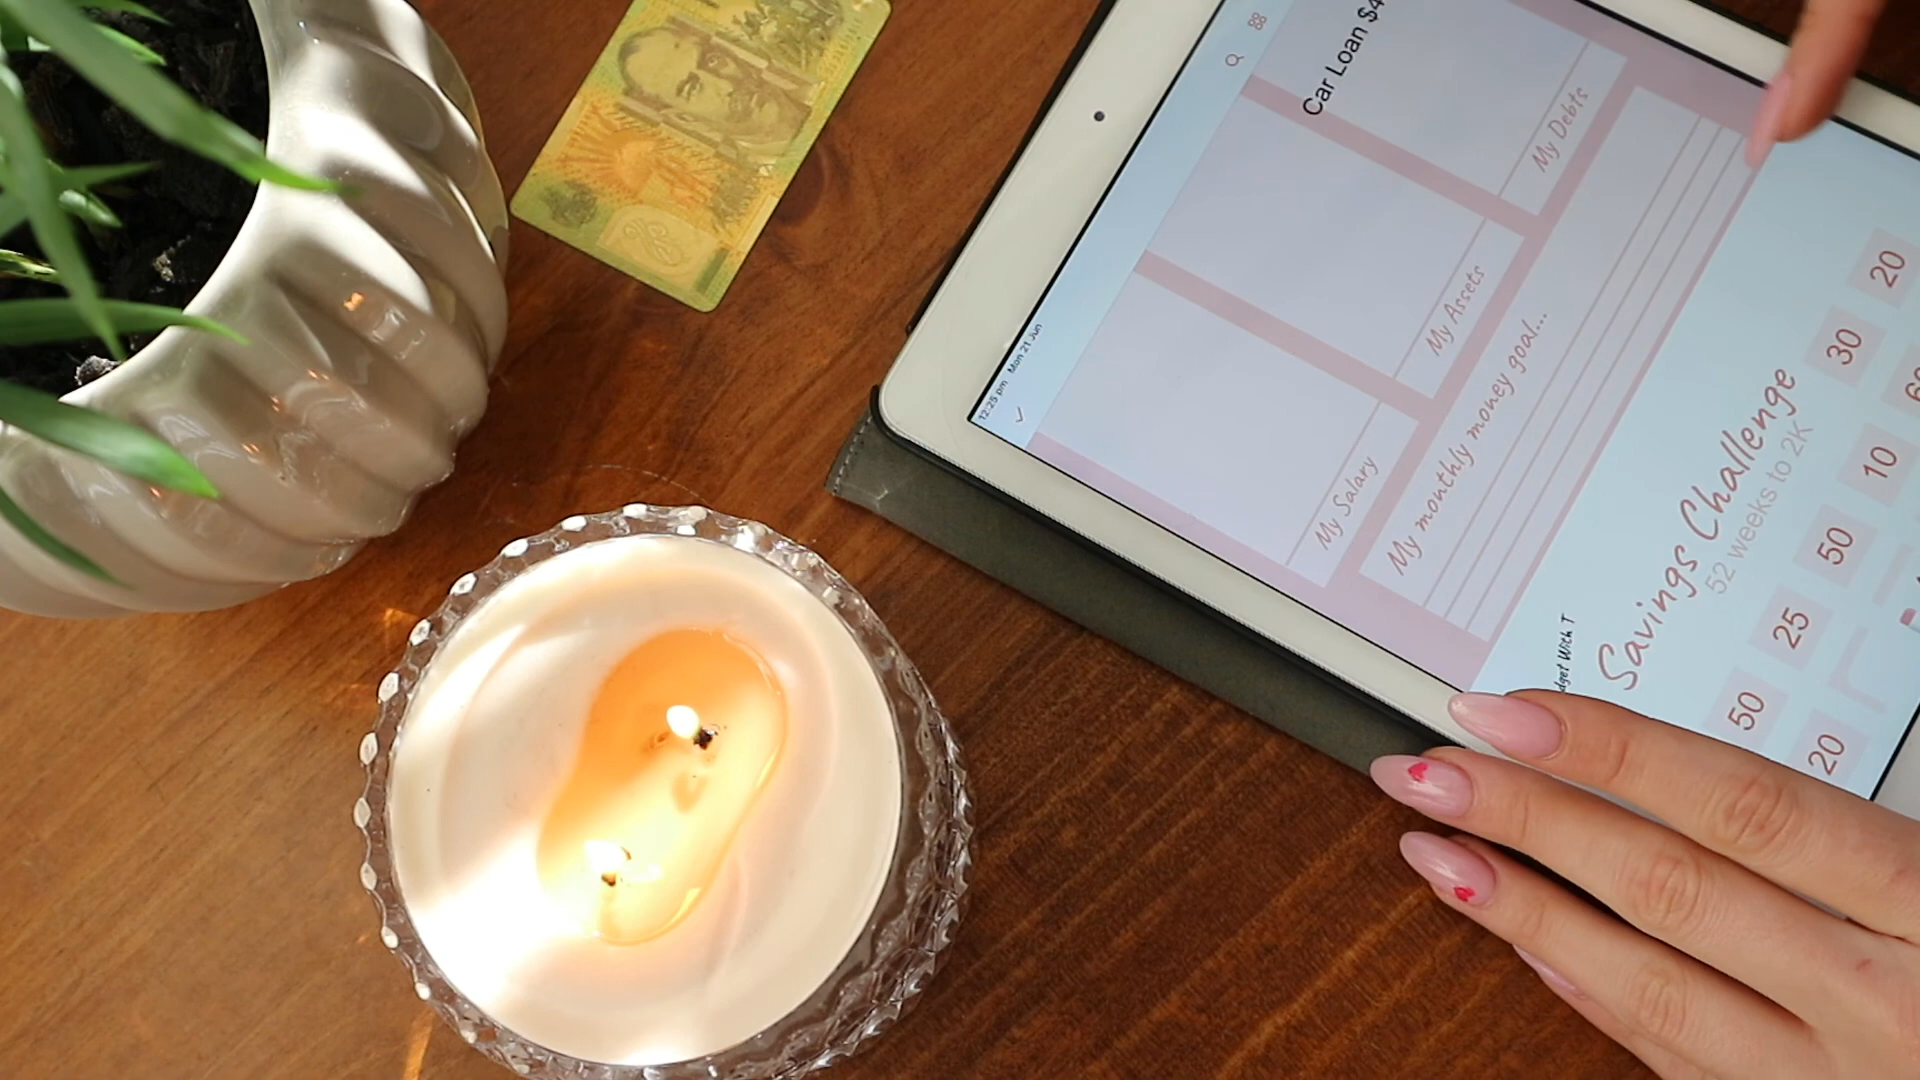 12:25 pm Mon 21 Jun
Car Loan $4
My Salary
My Assets
My Debts
My monthly money goal...
dget With T
Savings Challenge
52 weeks to 2K
50 25 50 10 30 20
20